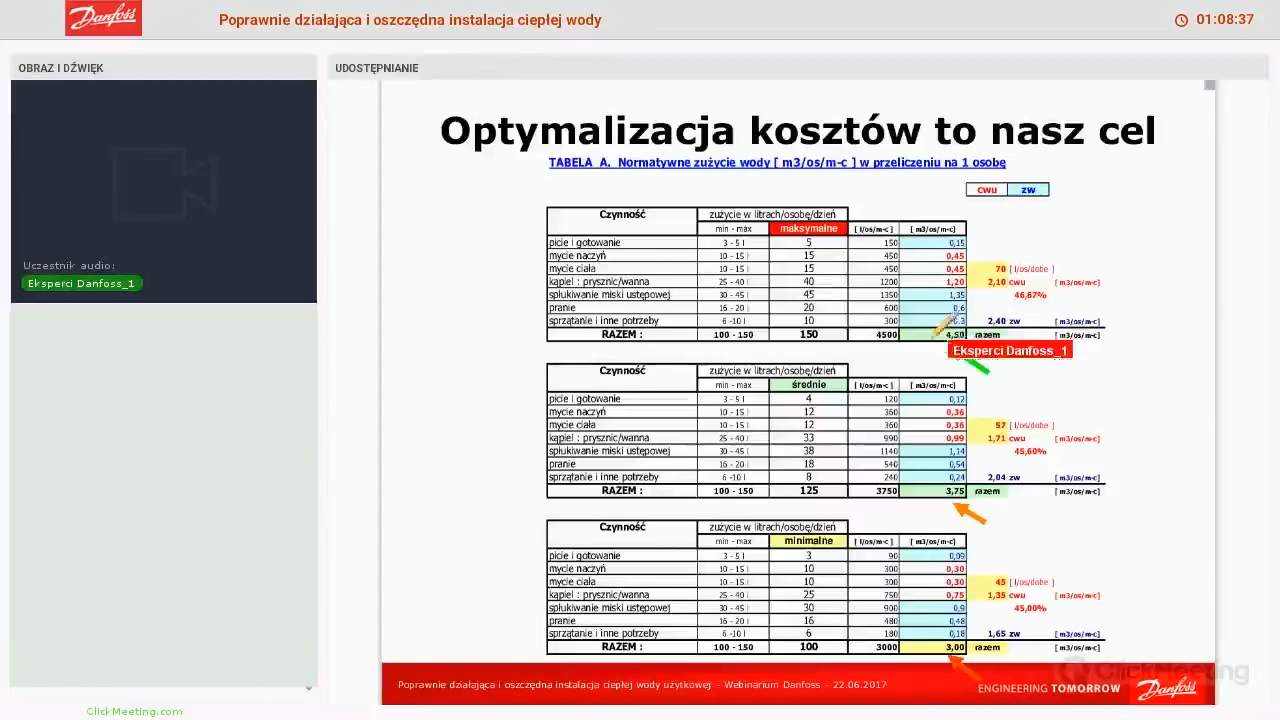 Danfoss
Poprawnie działająca i oszczędna instalacja ciepłej wody
01:08:37
OBRAZ I DŹWIĘK
UDOSTĘPNIANIE
Uczestnik audio:
Eksperci Danfoss_1
Optymalizacja kosztów to nasz cel
TABELA A. Normatywne zużycie wody [ m3/os/m-c ] w przeliczeniu na 1 osobę
cwu zw
Czynność zużycie w litrach/osobę/dzień
min - max maksymalne [ l/os/m-c ] [ m3/os/m-c]
picie i gotowanie 3 - 5 l 5 150 0,15
mycie naczyń 10 - 15 l 15 450 0,45
mycie ciała 10 - 15 l 15 450 0,45 70 [ l/os/dobe ]
kąpiel : prysznic/wanna 25 - 40 l 40 1200 1,20 2,10 cwu [ m3/os/m-c]
spłukiwanie miski ustępowej 30 - 45 l 45 1350 1,35 46,67%
pranie 16 - 20 l 20 600 0,6
sprzątanie i inne potrzeby 6 -10 l 10 300 2,40 zw [ m3/os/m-c]
RAZEM : 100 - 150 150 4500 4,50 razem [ m3/os/m-c]
Eksperci Danfoss_1
Czynność zużycie w litrach/osobę/dzień
min - max średnie [ l/os/m-c ] [ m3/os/m-c]
picie i gotowanie 3 - 5 l 4 120 0,12
mycie naczyń 10 - 15 l 12 360 0,36
mycie ciała 10 - 15 l 12 360 0,36 57 [ l/os/dobe ]
kąpiel : prysznic/wanna 25 - 40 l 33 990 0,99 1,71 cwu [ m3/os/m-c]
spłukiwanie miski ustępowej 30 - 45 l 38 1140 1,14 45,60%
pranie 16 - 20 l 18 540 0,54
sprzątanie i inne potrzeby 6 -10 l 8 240 0,24 2,04 zw [ m3/os/m-c]
RAZEM : 100 - 150 125 3750 3,75 razem [ m3/os/m-c]
Czynność zużycie w litrach/osobę/dzień
min - max minimalne [ l/os/m-c ] [ m3/os/m-c]
picie i gotowanie 3 - 5 l 3 90 0,09
mycie naczyń 10 - 15 l 10 300 0,30
mycie ciała 10 - 15 l 10 300 0,30 45 [ l/os/dobe ]
kąpiel : prysznic/wanna 25 - 40 l 25 750 0,75 1,35 cwu [ m3/os/m-c]
spłukiwanie miski ustępowej 30 - 45 l 30 900 0,9 45,00%
pranie 16 - 20 l 16 480 0,48
sprzątanie i inne potrzeby 6 -10 l 6 180 0,18 1,65 zw [ m3/os/m-c]
RAZEM : 100 - 150 100 3000 3,00 razem [ m3/os/m-c]
ClickMeeting
Poprawnie działająca i oszczędna instalacja ciepłej wody użytkowej – Webinarium Danfoss – 22.06.2017
ENGINEERING TOMORROW Danfoss
ClickMeeting.com